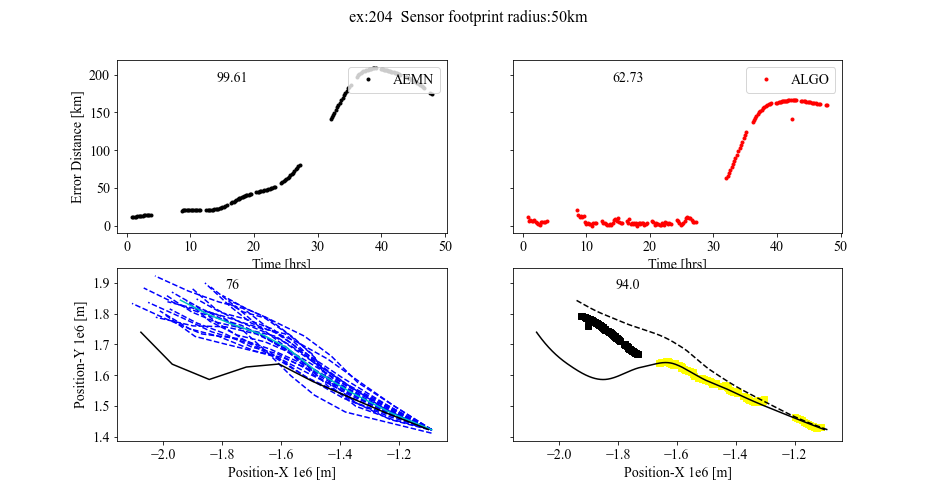 ex:204 Sensor footprint radius:50km
99.61
AEMN
62.73
ALGO
Error Distance [km]
200
150
100
50
0
0 10 20 30 40 50
0 10 20 30 40 50
Time [hrs]
Time [hrs]
76
94.0
Position-Y 1e6 [m]
1.9
1.8
1.7
1.6
1.5
1.4
−2.0 −1.8 −1.6 −1.4 −1.2
−2.0 −1.8 −1.6 −1.4 −1.2
Position-X 1e6 [m]
Position-X 1e6 [m]